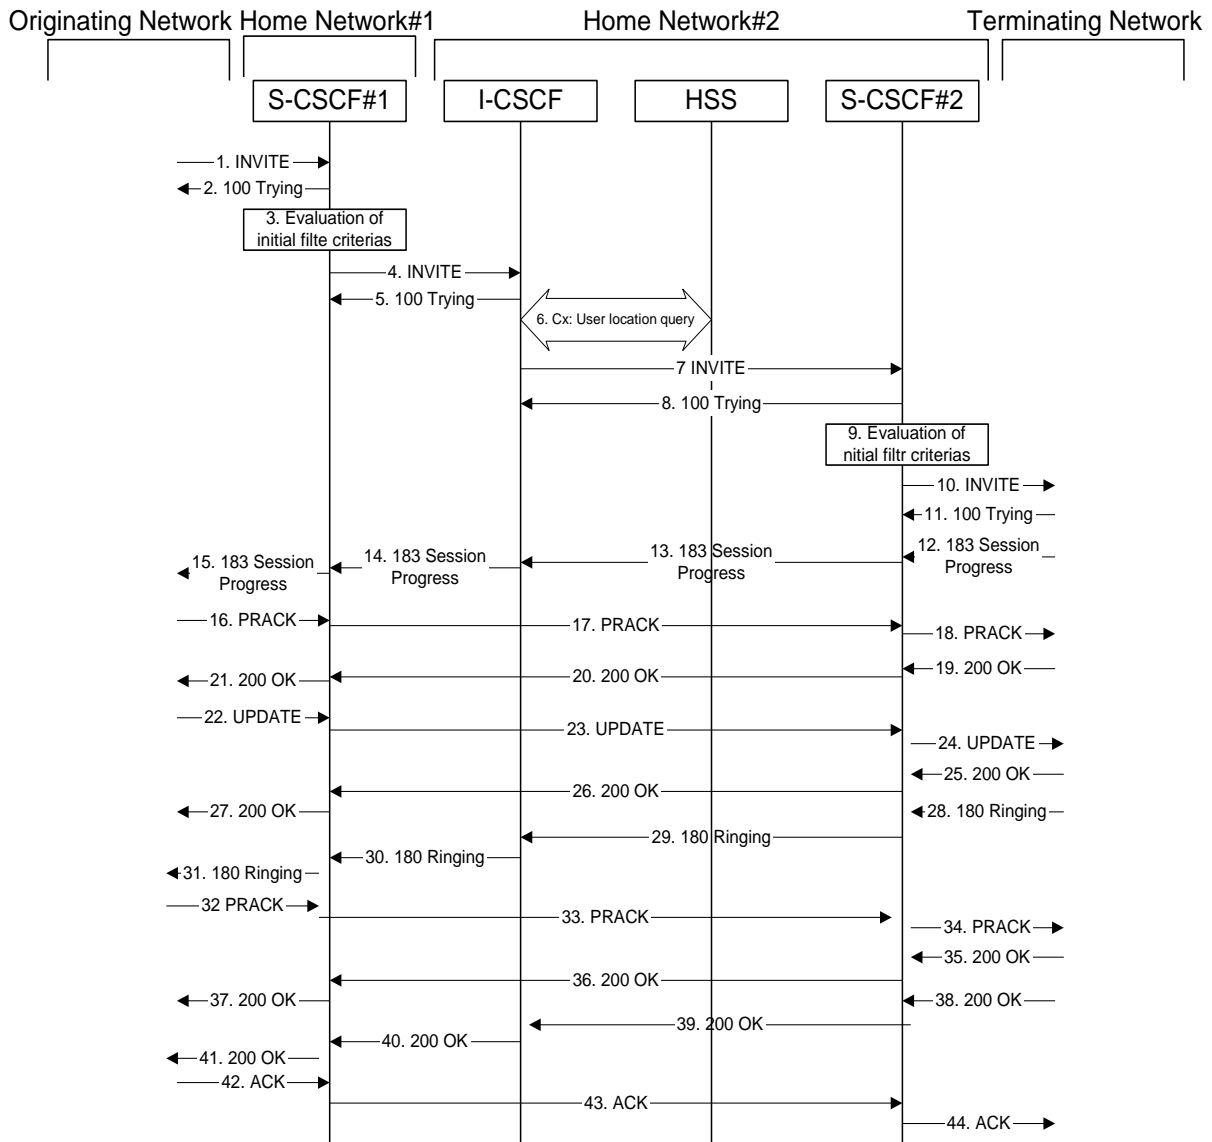 Originating Network Home Network#1 Home Network#2 Terminating Network
S-CSCF#1 I-CSCF HSS S-CSCF#2
1. INVITE
2. 100 Trying
3. Evaluation of
initial filte criterias
4. INVITE
5. 100 Trying
6. Cx: User location query
7 INVITE
8. 100 Trying
9. Evaluation of
nitial filtr criterias
10. INVITE
11. 100 Trying
12. 183 Session
Progress
13. 183 Session
Progress
14. 183 Session
Progress
15. 183 Session
Progress
16. PRACK
17. PRACK
18. PRACK
19. 200 OK
20. 200 OK
21. 200 OK
22. UPDATE
23. UPDATE
24. UPDATE
25. 200 OK
26. 200 OK
27. 200 OK
28. 180 Ringing
29. 180 Ringing
30. 180 Ringing
31. 180 Ringing
32 PRACK
33. PRACK
34. PRACK
35. 200 OK
36. 200 OK
37. 200 OK
38. 200 OK
39. 200 OK
40. 200 OK
41. 200 OK
42. ACK
43. ACK
44. ACK